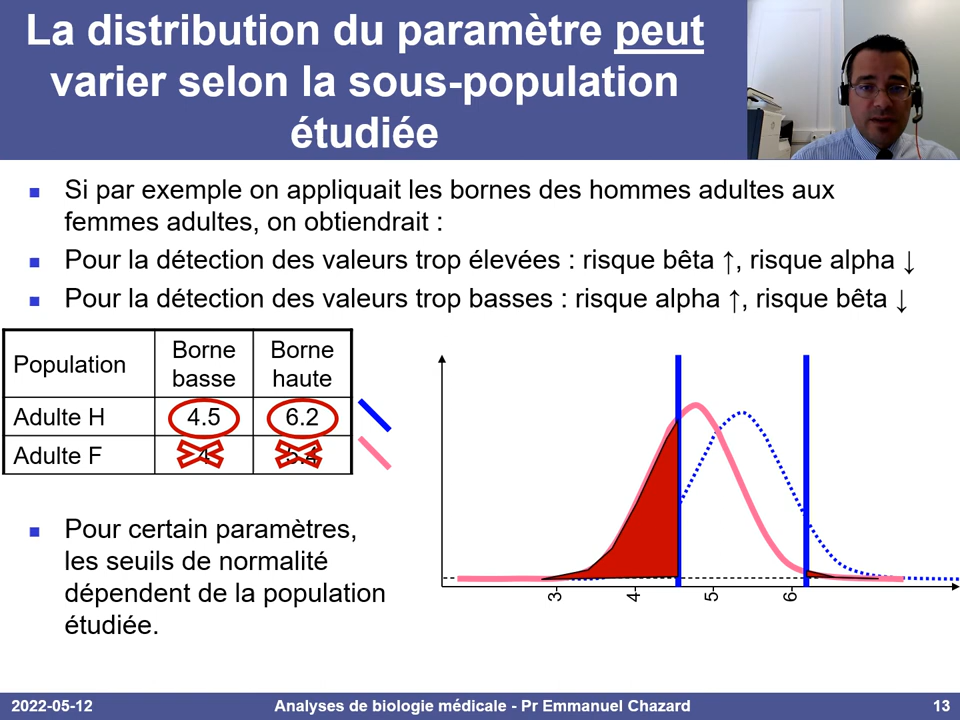 La distribution du paramètre peut
varier selon la sous-population
étudiée
Si par exemple on appliquait les bornes des hommes adultes aux
femmes adultes, on obtiendrait :
Pour la détection des valeurs trop élevées : risque bêta ↑, risque alpha ↓
Pour la détection des valeurs trop basses : risque alpha ↑, risque bêta ↓
Population Borne basse Borne haute
Adulte H 4.5 6.2
Adulte F 4 5.4
Pour certain paramètres,
les seuils de normalité
dépendent de la population
étudiée.
3 4 5 6
2022-05-12 Analyses de biologie médicale - Pr Emmanuel Chazard 13